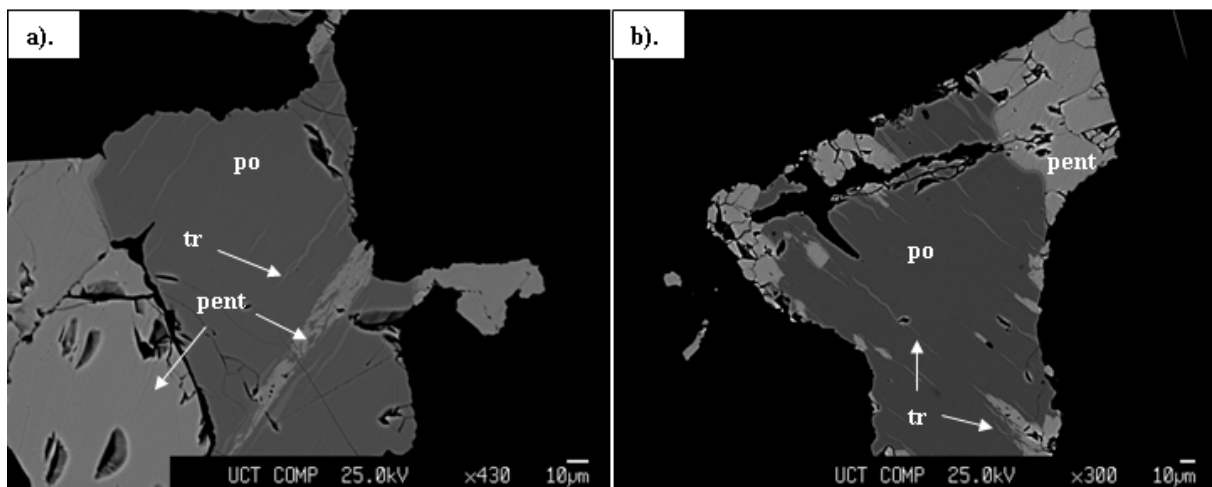 a).
po
tr
pent
UCT COMP 25.0kV ×430 10μm
b).
pent
po
tr
UCT COMP 25.0kV ×300 10μm